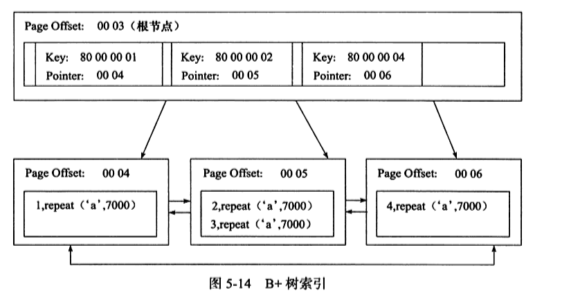 Page Offset: 00 03（根节点）
Key: 80 00 00 01
Pointer: 00 04
Key: 80 00 00 02
Pointer: 00 05
Key: 80 00 00 04
Pointer: 00 06
Page Offset: 00 04
1,repeat（‘a’,7000）
Page Offset: 00 05
2,repeat（‘a’,7000）
3,repeat（‘a’,7000）
Page Offset: 00 06
4,repeat（‘a’,7000）
图 5-14 B+ 树索引